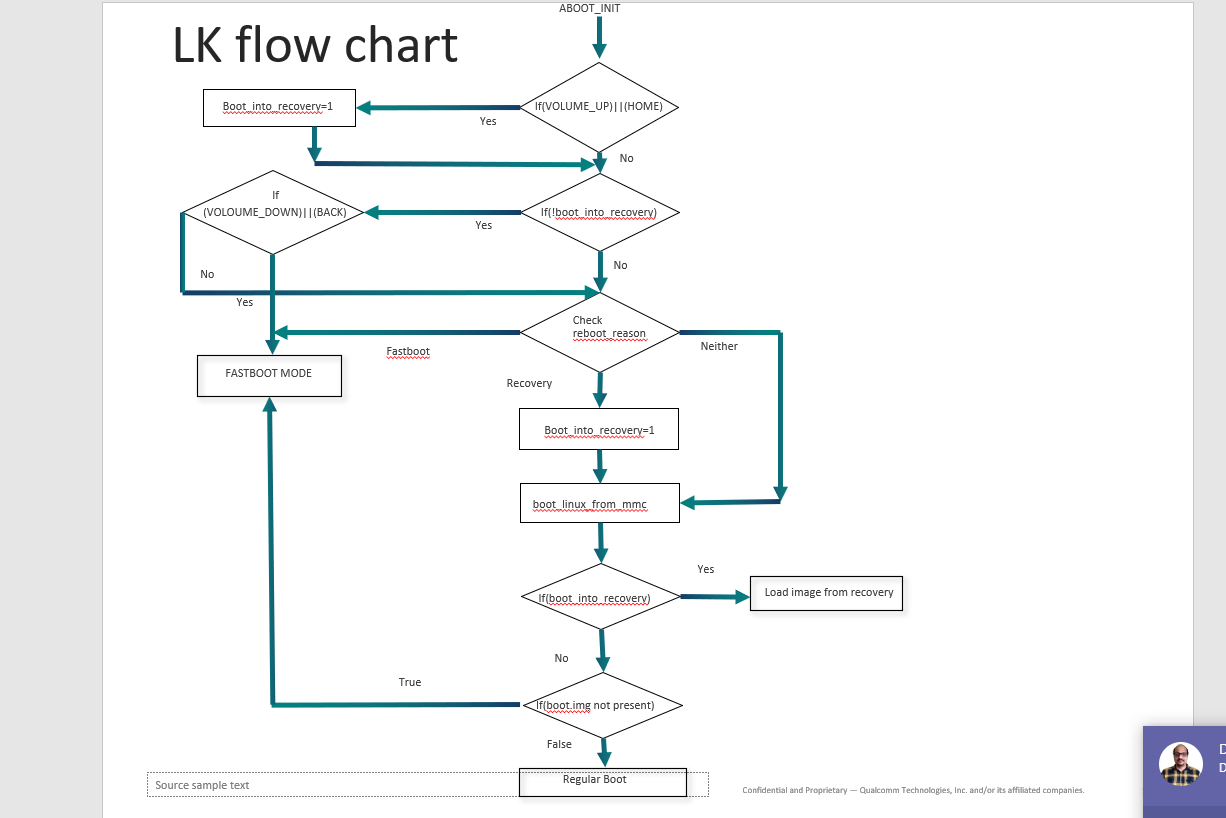 ABOOT_INIT
LK flow chart
If(VOLUME_UP)||(HOME)
Boot_into_recovery=1
Yes
No
If
(VOLOUME_DOWN)||(BACK)
If(!boot_into_recovery)
Yes
No
No
Yes
Check
reboot_reason
Neither
Fastboot
FASTBOOT MODE
Recovery
Boot_into_recovery=1
boot_linux_from_mmc
Yes
If(boot_into_recovery)
Load image from recovery
No
True
If(boot.img not present)
False
Regular Boot
Source sample text
Confidential and Proprietary — Qualcomm Technologies, Inc. and/or its affiliated companies.
D
D